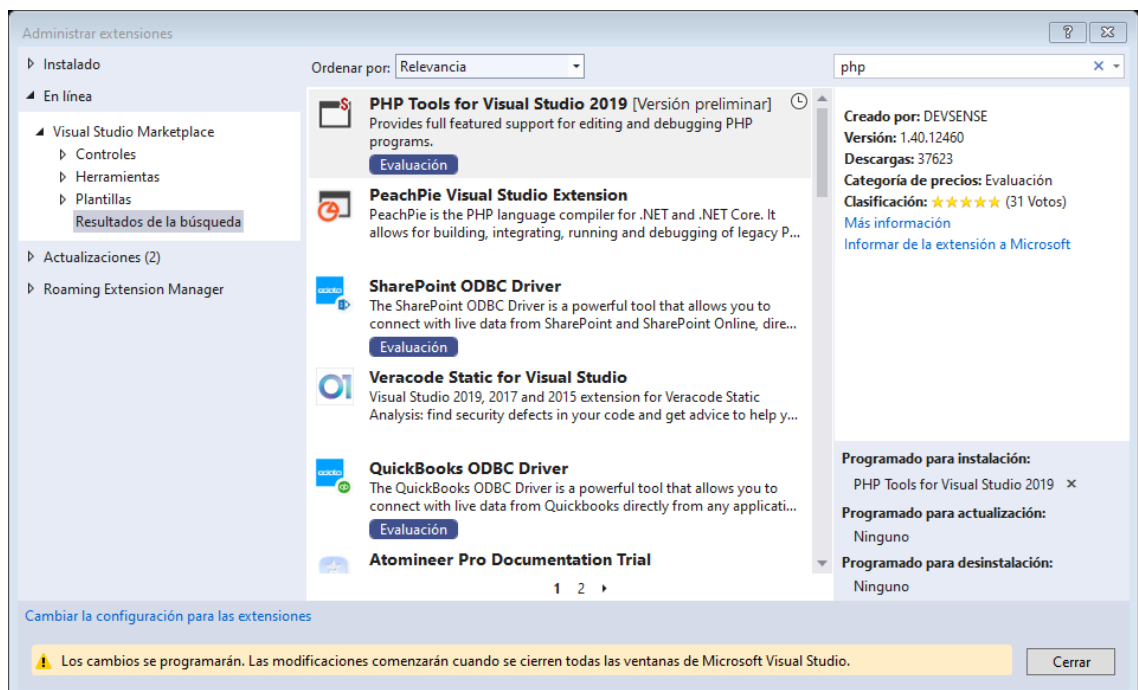 Administrar extensiones
Instalado
En línea
Visual Studio Marketplace
Controles
Herramientas
Plantillas
Resultados de la búsqueda
Actualizaciones (2)
Roaming Extension Manager
Ordenar por: Relevancia
PHP Tools for Visual Studio 2019 [Versión preliminar]
Provides full featured support for editing and debugging PHP
programs.
Evaluación
PeachPie Visual Studio Extension
PeachPie is the PHP language compiler for .NET and .NET Core. It
allows for building, integrating, running and debugging of legacy P...
SharePoint ODBC Driver
The SharePoint ODBC Driver is a powerful tool that allows you to
connect with live data from SharePoint and SharePoint Online, dire...
Evaluación
Veracode Static for Visual Studio
Visual Studio 2019, 2017 and 2015 extension for Veracode Static
Analysis: find security defects in your code and get advice to help y...
QuickBooks ODBC Driver
The QuickBooks ODBC Driver is a powerful tool that allows you to
connect with live data from Quickbooks directly from any applicati...
Evaluación
Atomineer Pro Documentation Trial
1 2
php
Creado por: DEVSENSE
Versión: 1.40.12460
Descargas: 37623
Categoría de precios: Evaluación
Clasificación: ★★★★★ (31 Votos)
Más información
Informar de la extensión a Microsoft
Programado para instalación:
PHP Tools for Visual Studio 2019 ×
Programado para actualización:
Ninguno
Programado para desinstalación:
Ninguno
Cambiar la configuración para las extensiones
Los cambios se programarán. Las modificaciones comenzarán cuando se cierren todas las ventanas de Microsoft Visual Studio.
Cerrar